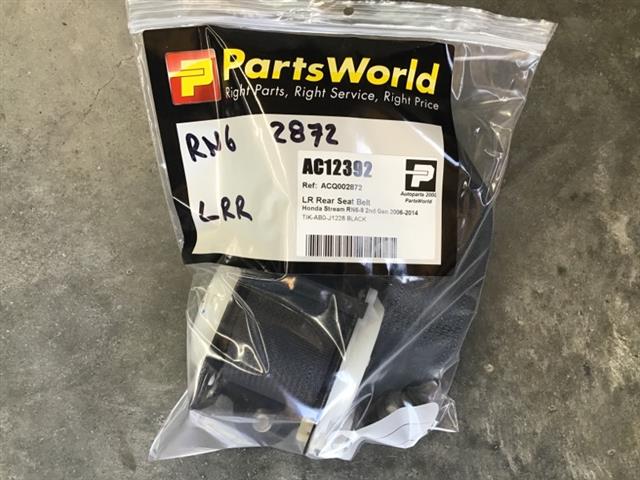 P PartsWorld
Right Parts, Right Service, Right Price
RN6 2872
LRR
AC12392
Ref: ACQ002872
LR Rear Seat Belt
Honda Stream RN6-9 2nd Gen 2006-2014
TIK-AB0-J1228 BLACK
P
Autoparts 2000
PartsWorld